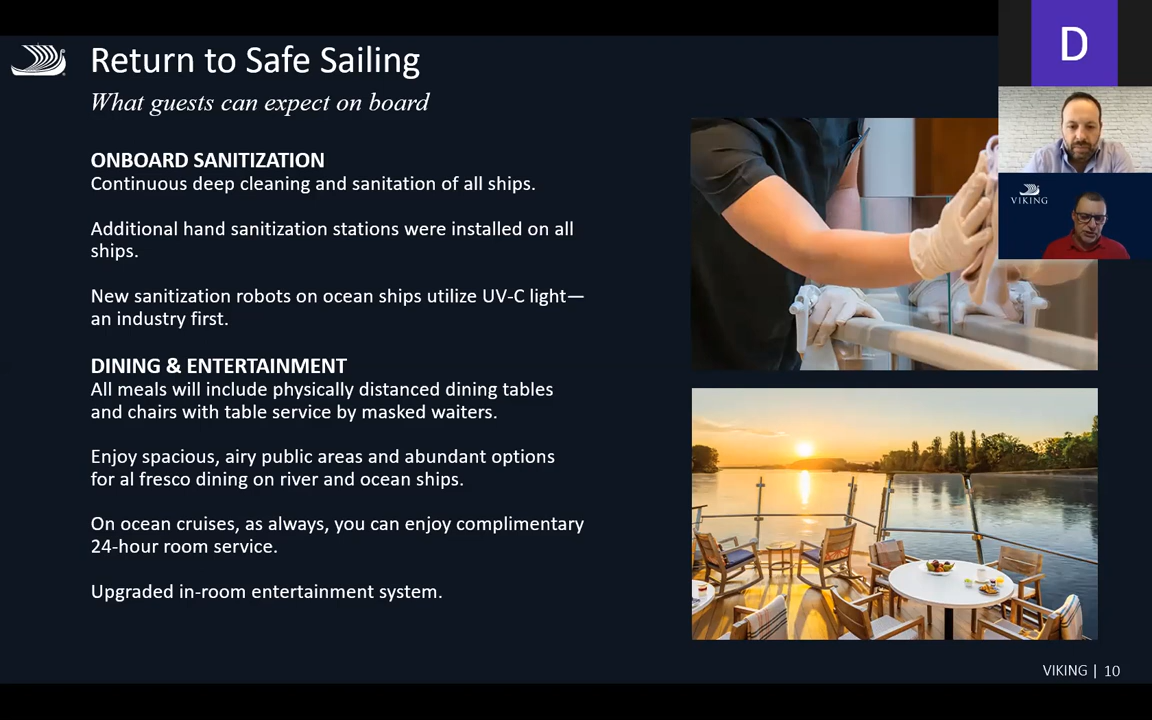 Return to Safe Sailing
What guests can expect on board
ONBOARD SANITIZATION
Continuous deep cleaning and sanitation of all ships.
Additional hand sanitization stations were installed on all
ships.
New sanitization robots on ocean ships utilize UV-C light—
an industry first.
DINING & ENTERTAINMENT
All meals will include physically distanced dining tables
and chairs with table service by masked waiters.
Enjoy spacious, airy public areas and abundant options
for al fresco dining on river and ocean ships.
On ocean cruises, as always, you can enjoy complimentary
24-hour room service.
Upgraded in-room entertainment system.
D
VIKING
VIKING | 10